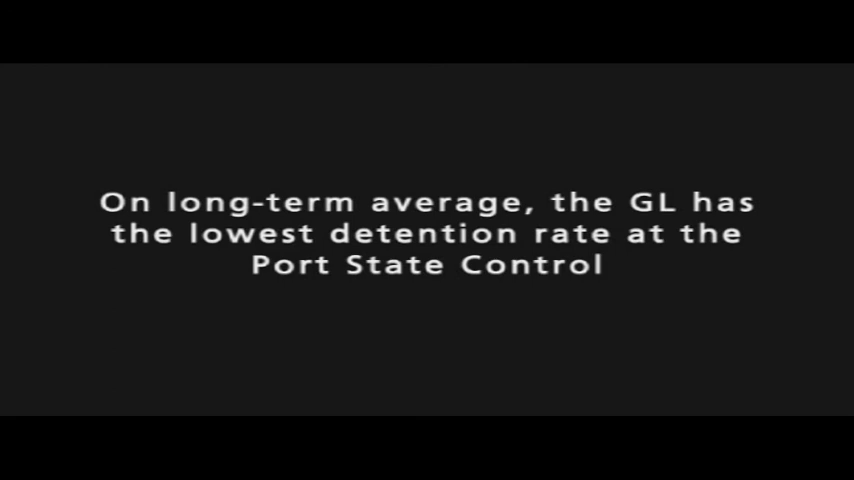 On long-term average, the GL has
the lowest detention rate at the
Port State Control